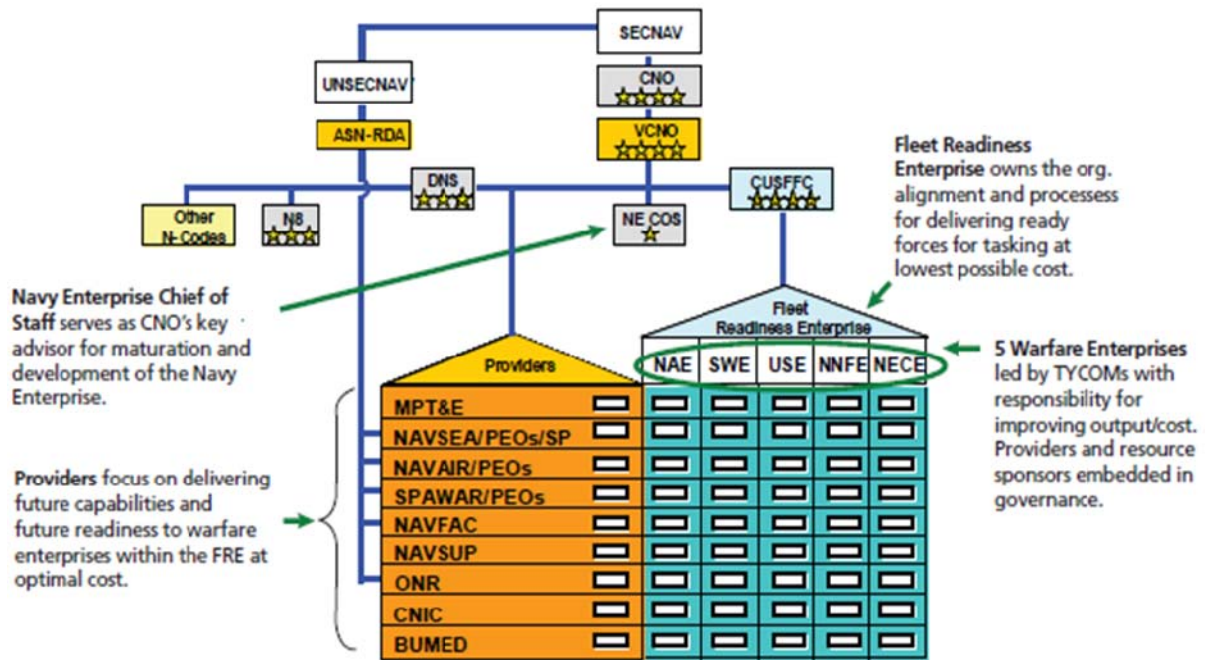 SECNAV
UNSECNAV
CNO
ASN-RDA
VCNO
DNS
CUSFFC
Other
N-Codes
N8
NE COS
Fleet Readiness
Enterprise owns the org.
alignment and processess
for delivering ready
forces for tasking at
lowest possible cost.
Navy Enterprise Chief of
Staff serves as CNO's key
advisor for maturation and
development of the Navy
Enterprise.
Fleet
Readiness Enterprise
Providers
NAE SWE USE NNFE NECE
5 Warfare Enterprises
led by TYCOMs with
responsibility for
improving output/cost.
Providers and resource
sponsors embedded in
governance.
Providers focus on delivering
future capabilities and
future readiness to warfare
enterprises within the FRE at
optimal cost.
MPT&E
NAVSEA/PEOs/SP
NAVAIR/PEOs
SPAWAR/PEOs
NAVFAC
NAVSUP
ONR
CNIC
BUMED